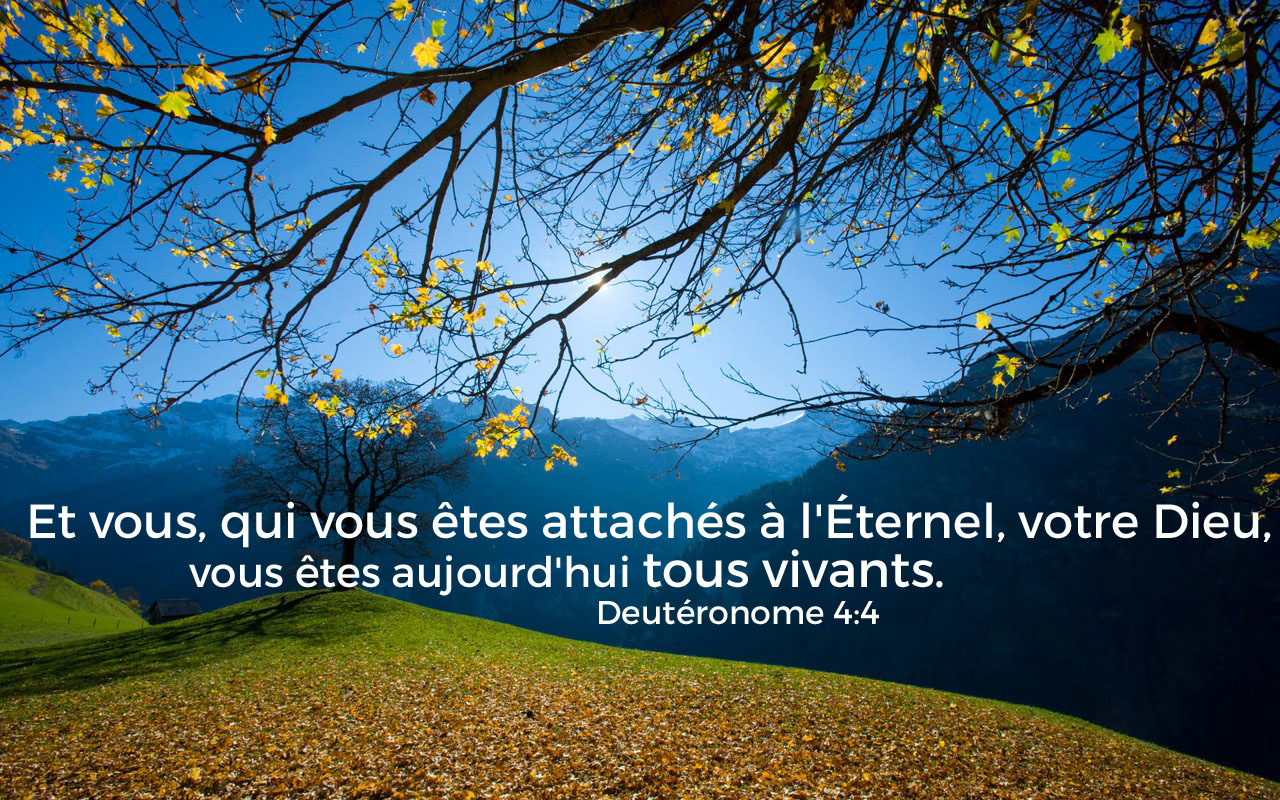 Et vous, qui vous êtes attachés à l'Éternel, votre Dieu,
vous êtes aujourd'hui tous vivants.
Deutéronome 4:4